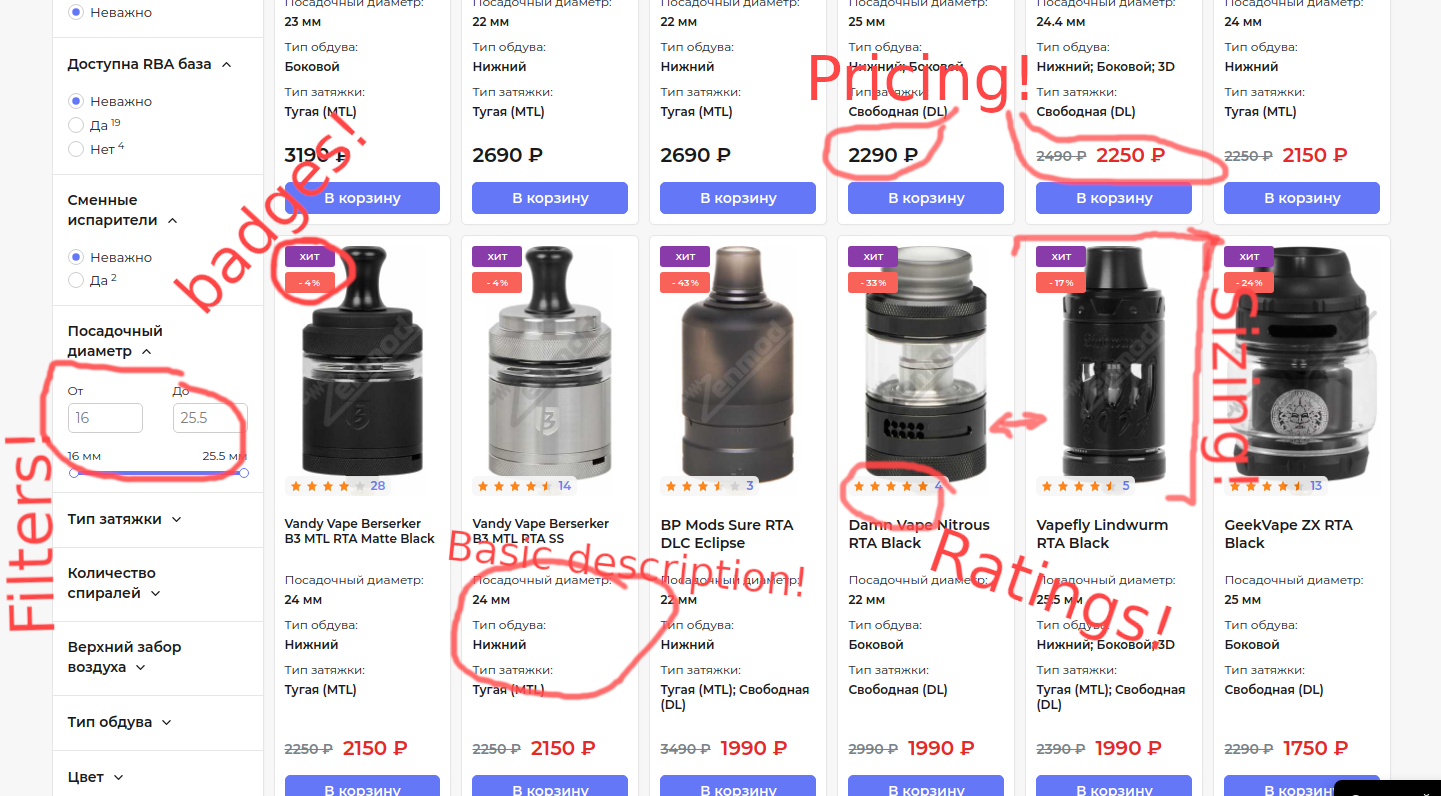 Неважно
Доступна RBA база
Неважно
Да 19
Нет 4
Сменные
испарители
Неважно
Да 2
Посадочный
диаметр
От До
16 25.5
16 мм 25.5 мм
Тип затяжки
Количество
спиралей
Верхний забор
воздуха
Тип обдува
Цвет
Filters!
badges!
Pricing!
Sizing!
Basic description!
Ratings!
Посадочный диаметр:
23 мм
Тип обдува:
Боковой
Тип затяжки:
Тугая (MTL)
3190 ₽
В корзину
Посадочный диаметр:
22 мм
Тип обдува:
Нижний
Тип затяжки:
Тугая (MTL)
2690 ₽
В корзину
Посадочный диаметр:
22 мм
Тип обдува:
Нижний
Тип затяжки:
Тугая (MTL)
2690 ₽
В корзину
Посадочный диаметр:
25 мм
Тип обдува:
Нижний; Боковой
Тип затяжки:
Свободная (DL)
2290 ₽
В корзину
Посадочный диаметр:
24.4 мм
Тип обдува:
Нижний; Боковой; 3D
Тип затяжки:
Свободная (DL)
2490 ₽ 2250 ₽
В корзину
Посадочный диаметр:
24 мм
Тип обдува:
Нижний
Тип затяжки:
Тугая (MTL)
2250 ₽ 2150 ₽
В корзину
ХИТ
- 4%
Zenmod
28
Vandy Vape Berserker
B3 MTL RTA Matte Black
Посадочный диаметр:
24 мм
Тип обдува:
Нижний
Тип затяжки:
Тугая (MTL)
2250 ₽ 2150 ₽
В корзину
ХИТ
- 4%
Zenmod
14
Vandy Vape Berserker
B3 MTL RTA SS
Посадочный диаметр:
24 мм
Тип обдува:
Нижний
Тип затяжки:
Тугая (MTL)
2250 ₽ 2150 ₽
В корзину
ХИТ
- 43%
Zenmod
3
BP Mods Sure RTA
DLC Eclipse
Посадочный диаметр:
22 мм
Тип обдува:
Нижний
Тип затяжки:
Тугая (MTL); Свободная
(DL)
3490 ₽ 1990 ₽
В корзину
ХИТ
- 33%
Zenmod
4
Damn Vape Nitrous
RTA Black
Посадочный диаметр:
22 мм
Тип обдува:
Боковой
Тип затяжки:
Свободная (DL)
2990 ₽ 1990 ₽
В корзину
ХИТ
- 17%
5
Vapefly Lindwurm
RTA Black
Посадочный диаметр:
25.5 мм
Тип обдува:
Нижний; Боковой; 3D
Тип затяжки:
Тугая (MTL); Свободная
(DL)
2390 ₽ 1990 ₽
В корзину
ХИТ
- 24%
13
GeekVape ZX RTA
Black
Посадочный диаметр:
25 мм
Тип обдува:
Боковой
Тип затяжки:
Свободная (DL)
2290 ₽ 1750 ₽
В корзину